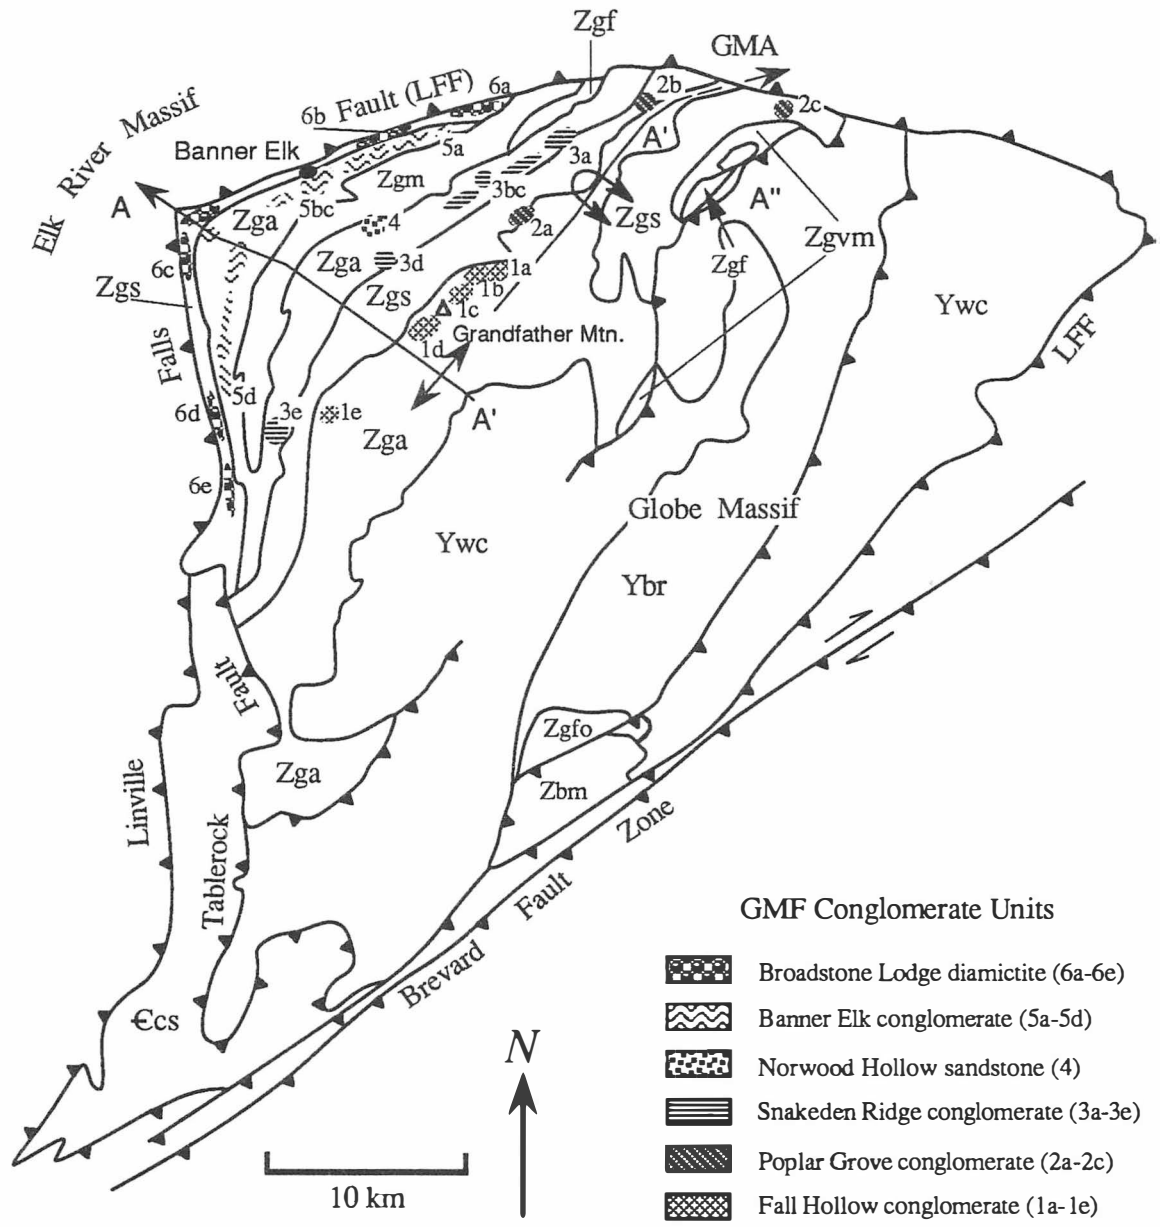 Zgf
GMA
Elk River Massif
Fault (LFF)
6a
6b
2b
2c
Banner Elk
5a
3a
A'
Zgm
3bc
A
Zga
5bc
4
2a
Zgs
A"
Zgvm
6c
Zga
3d
1a
Zgf
Zgs
Zgs
1b
1c
Ywc
Grandfather Mtn.
1d
LFF
Falls
5d
6d
3e
1e
A'
Zga
6e
Globe Massif
Ywc
Ybr
Fault
Zgfo
Zga
Zbm
Linville
Zone
Tablerock
Fault
Brevard
Єcs
N
10 km
GMF Conglomerate Units
Broadstone Lodge diamictite (6a-6e)
Banner Elk conglomerate (5a-5d)
Norwood Hollow sandstone (4)
Snakeden Ridge conglomerate (3a-3e)
Poplar Grove conglomerate (2a-2c)
Fall Hollow conglomerate (1a-1e)